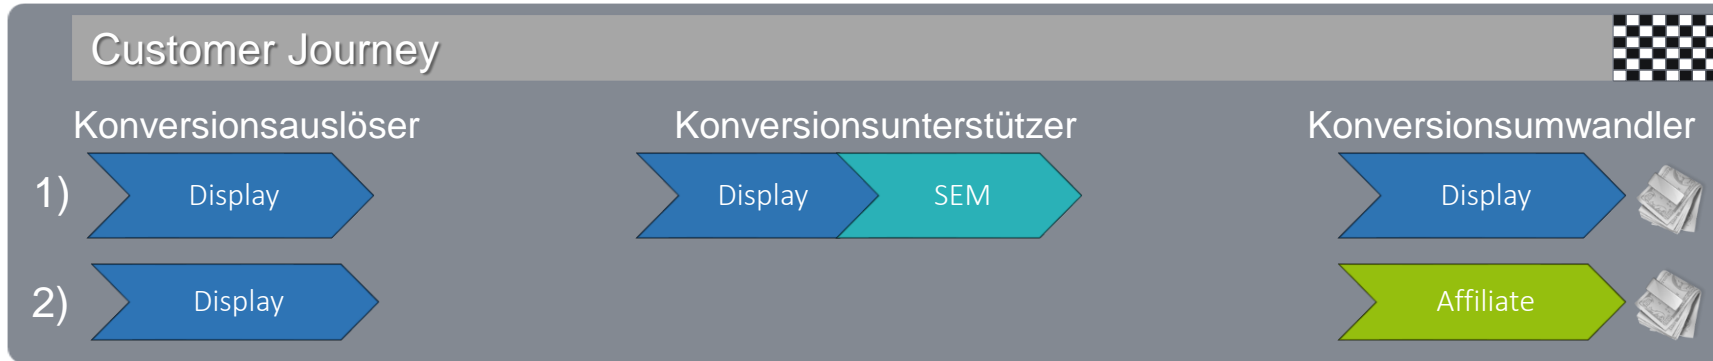 Customer Journey
Konversionsauslöser Konversionsunterstützer Konversionsumwandler
1) Display Display SEM Display
2) Display Affiliate